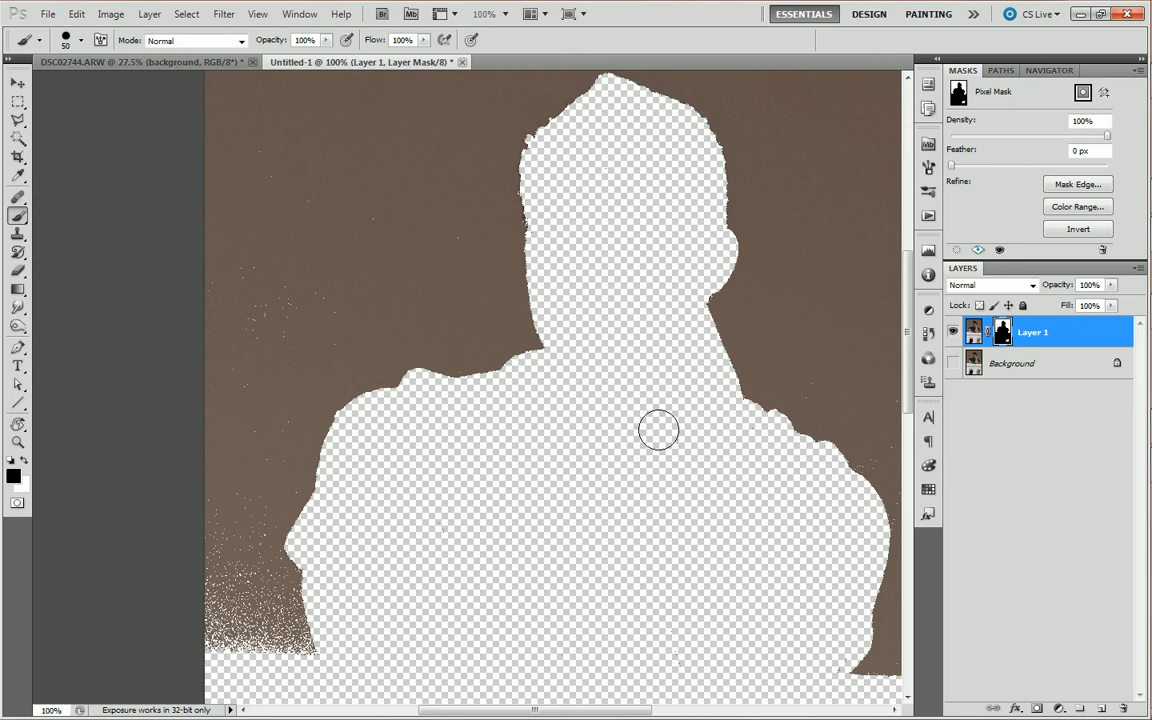 Ps File Edit Image Layer Select Filter View Window Help Br Mb 100% ESSENTIALS DESIGN PAINTING CS Live
50 Mode: Normal Opacity: 100% Flow: 100%
DSC02744.ARW @ 27.5% (background, RGB/8*) * Untitled-1 @ 100% (Layer 1, Layer Mask/8) *
MASKS PATHS NAVIGATOR
Pixel Mask
Density: 100%
Feather: 0 px
Refine: Mask Edge...
Color Range...
Invert
LAYERS
Normal Opacity: 100%
Lock: Fill: 100%
Layer 1
Background
100% Exposure works in 32-bit only